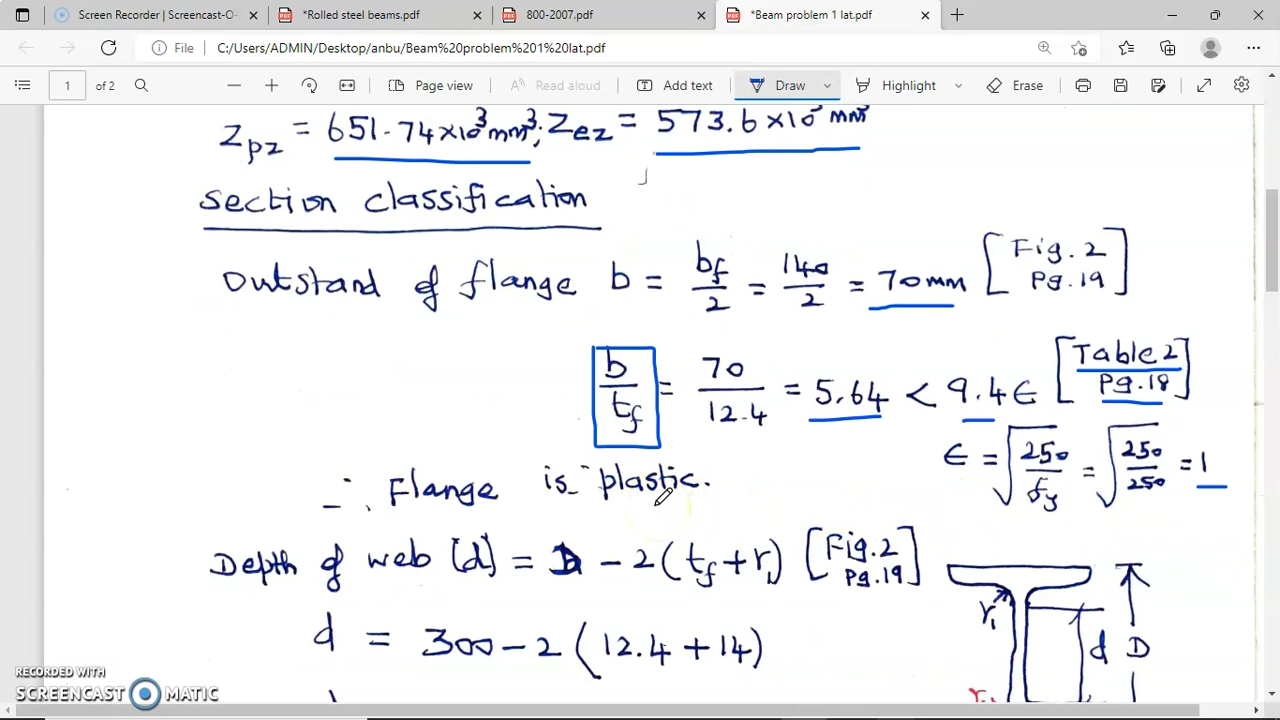 Screen Recorder | Screencast-O-
*Rolled steel beams.pdf
800-2007.pdf
*Beam problem 1 lat.pdf
File
C:/Users/ADMIN/Desktop/anbu/Beam%20problem%201%20lat.pdf
1 of 2
Page view
Read aloud
Add text
Draw
Highlight
Erase
Zpz = 651.74×10³mm³; Zez = 573.6×10³ mm³
Section classification
Outstand of flange b = bf/2 = 140/2 = 70mm [Fig. 2 Pg.19]
b/tf = 70/12.4 = 5.64 < 9.4ϵ [Table 2 Pg.18]
ϵ = √250/fy = √250/250 = 1
∴ Flange is plastic.
Depth of web (d) = D - 2(tf + r1) [Fig. 2 Pg.19]
d = 300 - 2 (12.4 + 14)
r1
d
D
RECORDED WITH
SCREENCAST MATIC